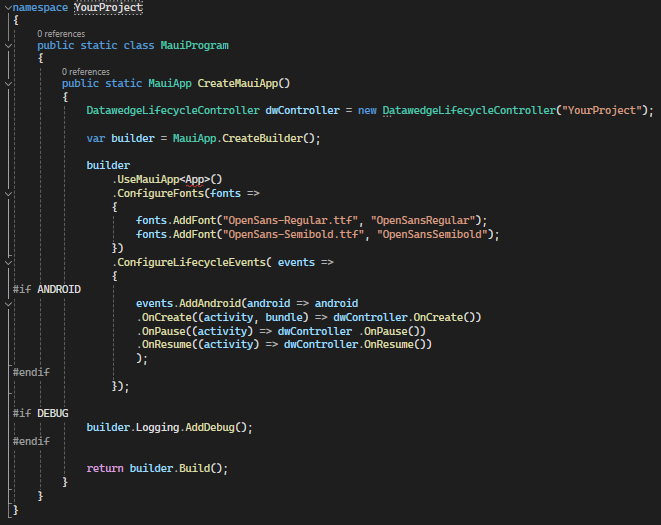 namespace YourProject
{
0 references
public static class MauiProgram
{
0 references
public static MauiApp CreateMauiApp()
{
DatawedgeLifecycleController dwController = new DatawedgeLifecycleController("YourProject");
var builder = MauiApp.CreateBuilder();
builder
.UseMauiApp<App>()
.ConfigureFonts(fonts =>
{
fonts.AddFont("OpenSans-Regular.ttf", "OpenSansRegular");
fonts.AddFont("OpenSans-Semibold.ttf", "OpenSansSemibold");
})
.ConfigureLifecycleEvents( events =>
{
#if ANDROID
events.AddAndroid(android => android
.OnCreate((activity, bundle) => dwController.OnCreate())
.OnPause((activity) => dwController .OnPause())
.OnResume((activity) => dwController.OnResume())
);
#endif
});
#if DEBUG
builder.Logging.AddDebug();
#endif
return builder.Build();
}
}
}